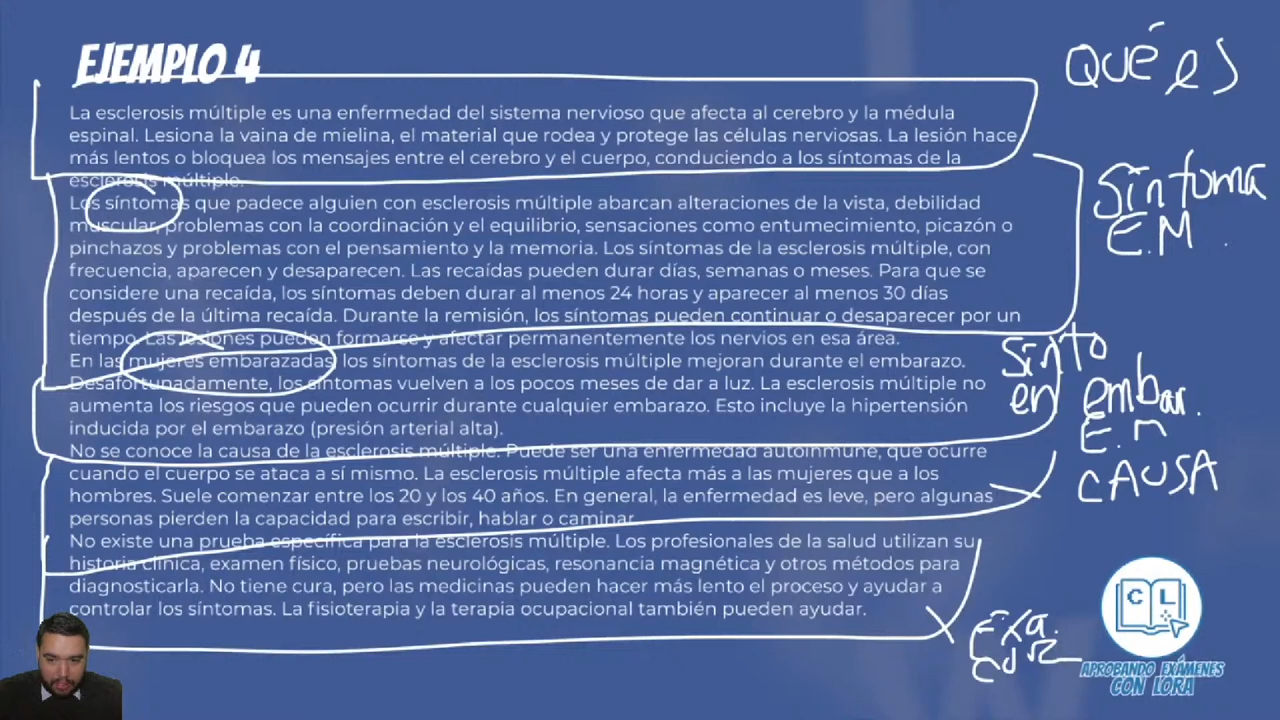 EJEMPLO 4
QUÉ ES
La esclerosis múltiple es una enfermedad del sistema nervioso que afecta al cerebro y la médula
espinal. Lesiona la vaina de mielina, el material que rodea y protege las células nerviosas. La lesión hace
más lentos o bloquea los mensajes entre el cerebro y el cuerpo, conduciendo a los síntomas de la
esclerosis múltiple.
Los síntomas que padece alguien con esclerosis múltiple abarcan alteraciones de la vista, debilidad
muscular, problemas con la coordinación y el equilibrio, sensaciones como entumecimiento, picazón o
pinchazos y problemas con el pensamiento y la memoria. Los síntomas de la esclerosis múltiple, con
frecuencia, aparecen y desaparecen. Las recaídas pueden durar días, semanas o meses. Para que se
considere una recaída, los síntomas deben durar al menos 24 horas y aparecer al menos 30 días
después de la última recaída. Durante la remisión, los síntomas pueden continuar o desaparecer por un
tiempo. Las lesiones pueden formarse y afectar permanentemente los nervios en esa área.
Síntoma
E.M.
En las mujeres embarazadas, los síntomas de la esclerosis múltiple mejoran durante el embarazo.
Desafortunadamente, los síntomas vuelven a los pocos meses de dar a luz. La esclerosis múltiple no
aumenta los riesgos que pueden ocurrir durante cualquier embarazo. Esto incluye la hipertensión
inducida por el embarazo (presión arterial alta).
Sínto
en embar.
E.M
No se conoce la causa de la esclerosis múltiple. Puede ser una enfermedad autoinmune, que ocurre
cuando el cuerpo se ataca a sí mismo. La esclerosis múltiple afecta más a las mujeres que a los
hombres. Suele comenzar entre los 20 y los 40 años. En general, la enfermedad es leve, pero algunas
personas pierden la capacidad para escribir, hablar o caminar.
CAUSA
No existe una prueba específica para la esclerosis múltiple. Los profesionales de la salud utilizan su
historia clínica, examen físico, pruebas neurológicas, resonancia magnética y otros métodos para
diagnosticarla. No tiene cura, pero las medicinas pueden hacer más lento el proceso y ayudar a
controlar los síntomas. La fisioterapia y la terapia ocupacional también pueden ayudar.
Exa.
C L
APROBANDO EXÁMENES
CON LORA